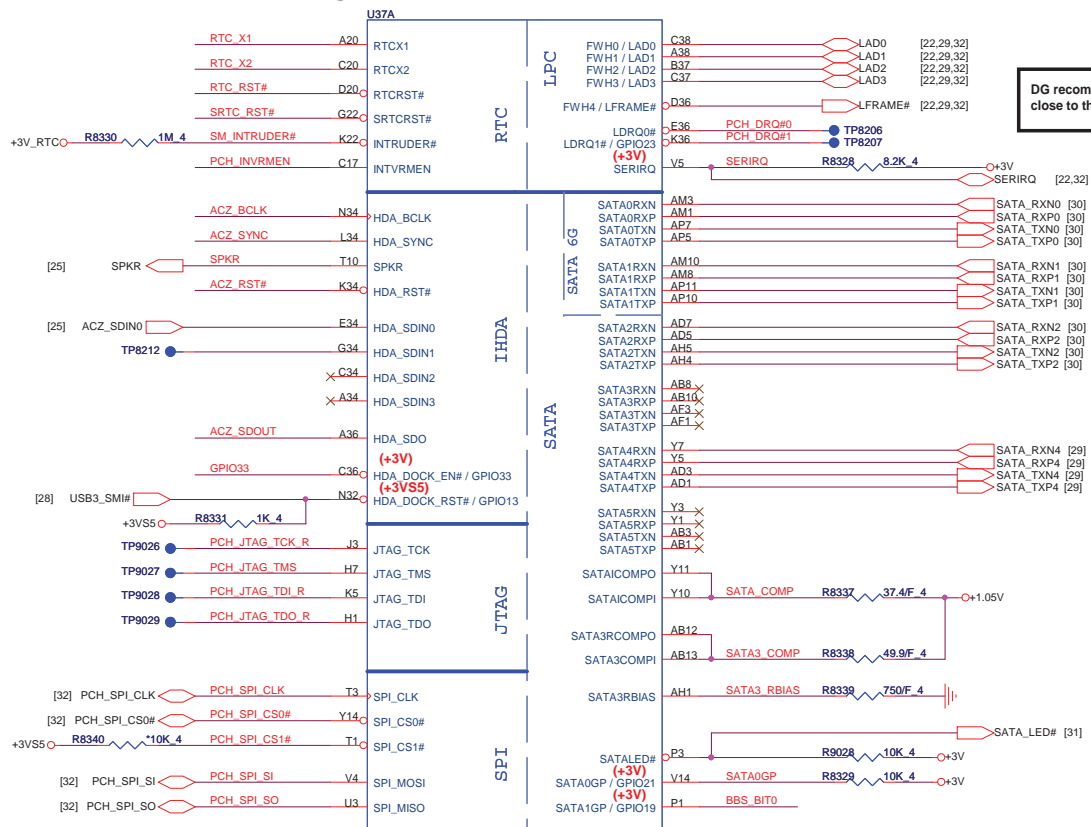 U37A
RTC_X1 A20 RTCX1
RTC_X2 C20 RTCX2
RTC_RST# D20 RTCRST#
SRTC_RST# G22 SRTCRST#
+3V_RTC R8330 1M_4 SM_INTRUDER# K22 INTRUDER#
PCH_INVRMEN C17 INTVRMEN
RTC
LPC
FWH0 / LAD0 C38 LAD0 [22,29,32]
FWH1 / LAD1 A38 LAD1 [22,29,32]
FWH2 / LAD2 B37 LAD2 [22,29,32]
FWH3 / LAD3 C37 LAD3 [22,29,32]
FWH4 / LFRAME# D36 LFRAME# [22,29,32]
LDRQ0# E36 PCH_DRQ#0 TP8206
LDRQ1# / GPIO23 K36 PCH_DRQ#1 TP8207
(+3V)
SERIRQ V5 SERIRQ R8328 8.2K_4 +3V
SERIRQ [22,32]
DG recom
close to th
ACZ_BCLK N34 HDA_BCLK
ACZ_SYNC L34 HDA_SYNC
[25] SPKR SPKR T10 SPKR
ACZ_RST# K34 HDA_RST#
[25] ACZ_SDIN0 E34 HDA_SDIN0
TP8212 G34 HDA_SDIN1
C34 HDA_SDIN2
A34 HDA_SDIN3
ACZ_SDOUT A36 HDA_SDO
(+3V)
GPIO33 C36 HDA_DOCK_EN# / GPIO33
(+3VS5)
[28] USB3_SMI# N32 HDA_DOCK_RST# / GPIO13
+3VS5 R8331 1K_4
IHDA
SATA 6G
SATA
SATA0RXN AM3 SATA_RXN0 [30]
SATA0RXP AM1 SATA_RXP0 [30]
SATA0TXN AP7 SATA_TXN0 [30]
SATA0TXP AP5 SATA_TXP0 [30]
SATA1RXN AM10 SATA_RXN1 [30]
SATA1RXP AM8 SATA_RXP1 [30]
SATA1TXN AP11 SATA_TXN1 [30]
SATA1TXP AP10 SATA_TXP1 [30]
SATA2RXN AD7 SATA_RXN2 [30]
SATA2RXP AD5 SATA_RXP2 [30]
SATA2TXN AH5 SATA_TXN2 [30]
SATA2TXP AH4 SATA_TXP2 [30]
SATA3RXN AB8
SATA3RXP AB10
SATA3TXN AF3
SATA3TXP AF1
SATA4RXN Y7 SATA_RXN4 [29]
SATA4RXP Y5 SATA_RXP4 [29]
SATA4TXN AD3 SATA_TXN4 [29]
SATA4TXP AD1 SATA_TXP4 [29]
SATA5RXN Y3
SATA5RXP Y1
SATA5TXN AB3
SATA5TXP AB1
SATAICOMPO Y11
SATAICOMPI Y10 SATA_COMP R8337 37.4/F_4 +1.05V
SATA3RCOMPO AB12
SATA3COMPI AB13 SATA3_COMP R8338 49.9/F_4
SATA3RBIAS AH1 SATA3_RBIAS R8339 750/F_4
SATA_LED# [31]
SATALED# P3 R9028 10K_4 +3V
(+3V)
SATA0GP / GPIO21 V14 SATA0GP R8329 10K_4 +3V
(+3V)
SATA1GP / GPIO19 P1 BBS_BIT0
TP9026 PCH_JTAG_TCK_R J3 JTAG_TCK
TP9027 PCH_JTAG_TMS H7 JTAG_TMS
TP9028 PCH_JTAG_TDI_R K5 JTAG_TDI
TP9029 PCH_JTAG_TDO_R H1 JTAG_TDO
JTAG
[32] PCH_SPI_CLK PCH_SPI_CLK T3 SPI_CLK
[32] PCH_SPI_CS0# PCH_SPI_CS0# Y14 SPI_CS0#
+3VS5 R8340 *10K_4 PCH_SPI_CS1# T1 SPI_CS1#
[32] PCH_SPI_SI PCH_SPI_SI V4 SPI_MOSI
[32] PCH_SPI_SO PCH_SPI_SO U3 SPI_MISO
SPI